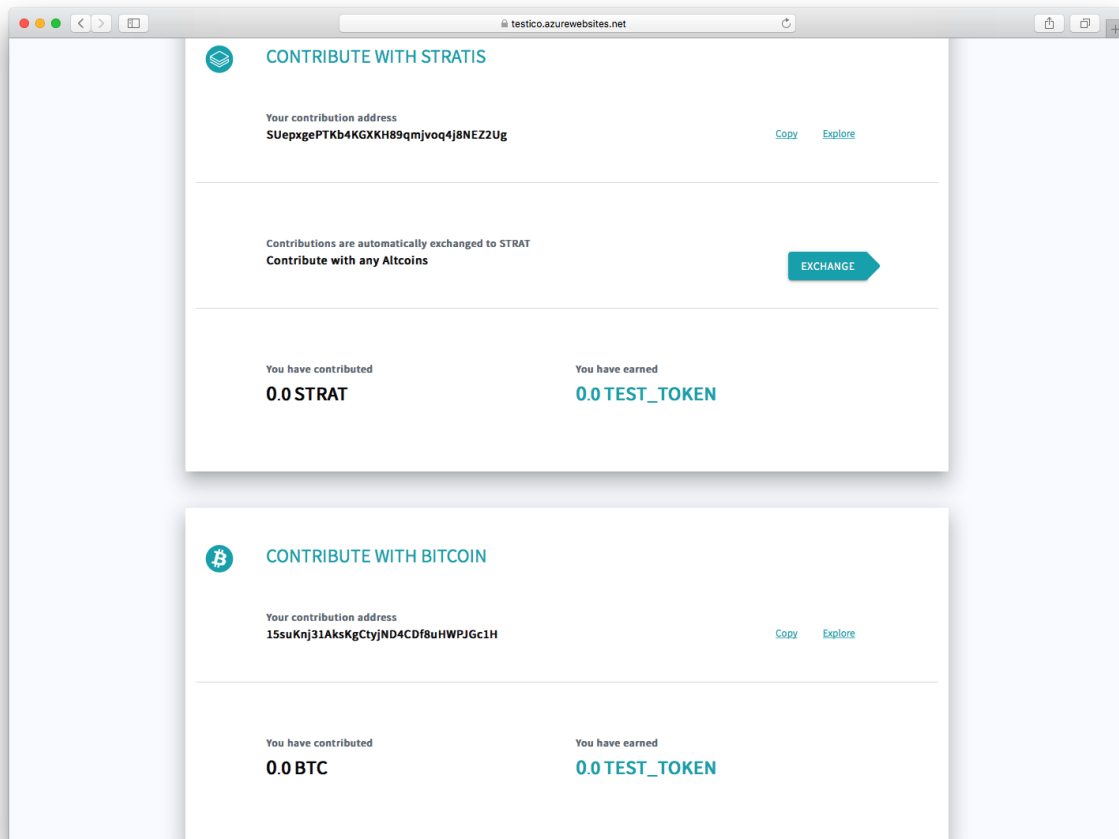 testico.azurewebsites.net
CONTRIBUTE WITH STRATIS
Your contribution address
SUepxgePTKb4KGXKH89qmjvoq4j8NEZ2Ug
Copy Explore
Contributions are automatically exchanged to STRAT
Contribute with any Altcoins
EXCHANGE
You have contributed You have earned
0.0 STRAT 0.0 TEST_TOKEN
CONTRIBUTE WITH BITCOIN
Your contribution address
15suKnj31AksKgCtyjND4CDf8uHWPJGc1H
Copy Explore
You have contributed You have earned
0.0 BTC 0.0 TEST_TOKEN